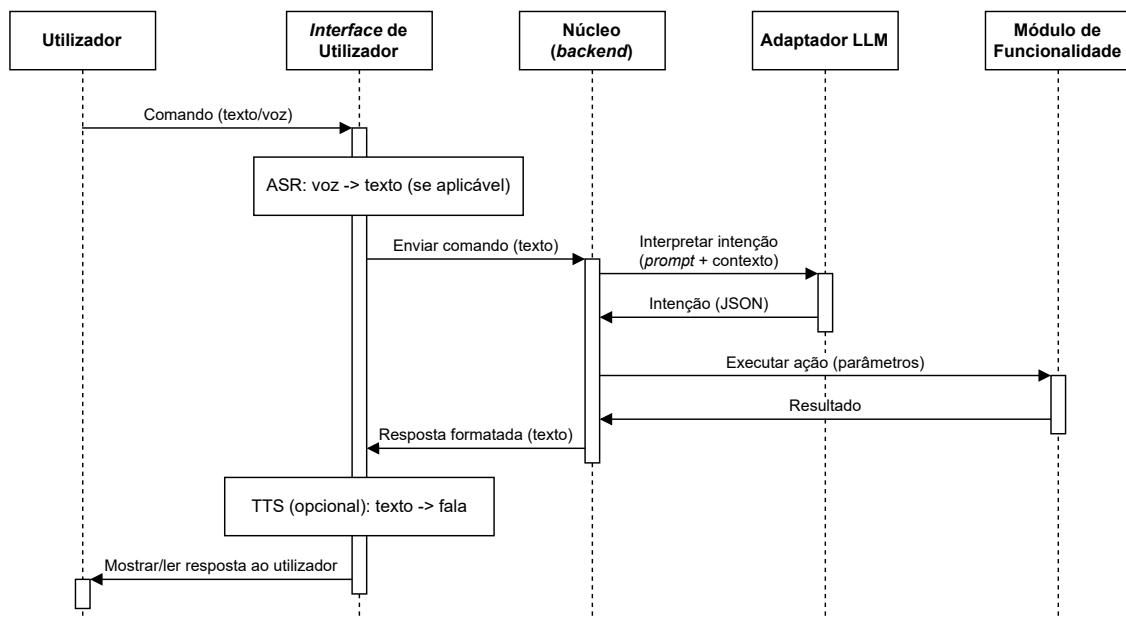 Utilizador
Interface de
Utilizador
Núcleo
(backend)
Adaptador LLM
Módulo de
Funcionalidade
Comando (texto/voz)
ASR: voz -> texto (se aplicável)
Enviar comando (texto)
Interpretar intenção
(prompt + contexto)
Intenção (JSON)
Executar ação (parâmetros)
Resultado
Resposta formatada (texto)
TTS (opcional): texto -> fala
Mostrar/ler resposta ao utilizador